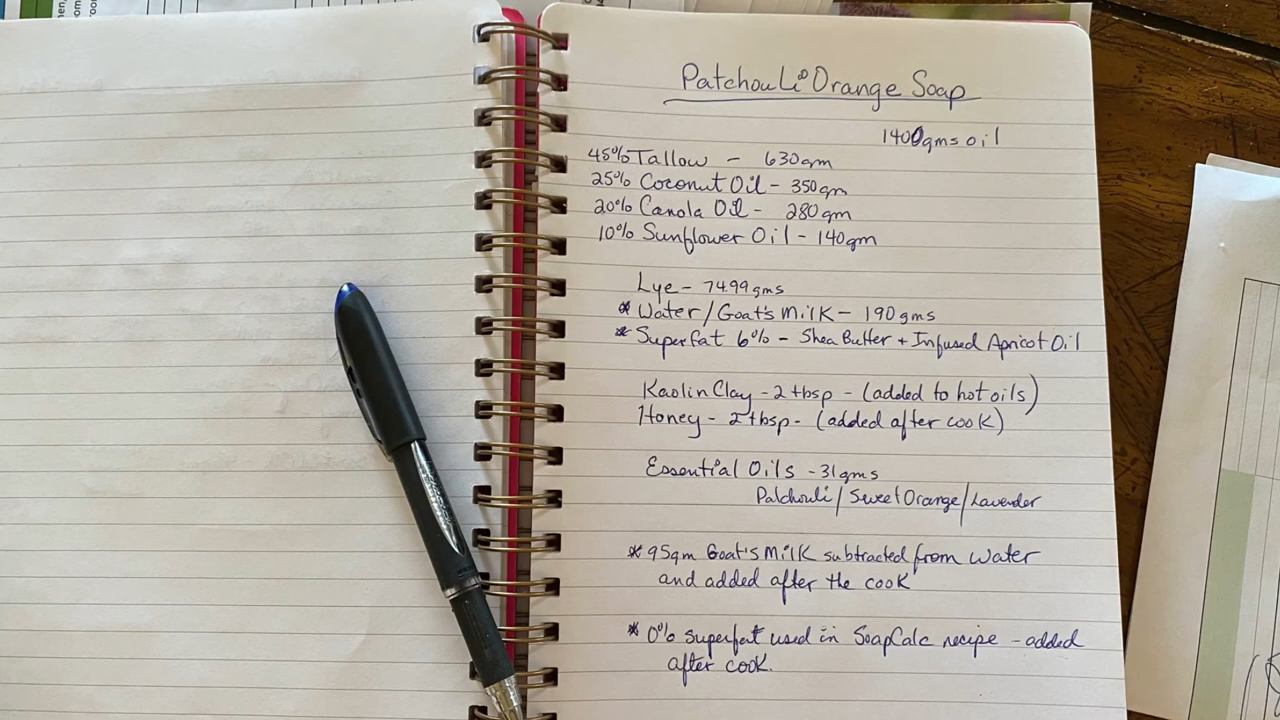 Patchouli Orange Soap
1400gms oil
45% Tallow - 630gm
25% Coconut Oil - 350gm
20% Canola Oil - 280gm
10% Sunflower Oil - 140gm
Lye - 74.99gms
* Water/Goat's Milk - 190gms
* Superfat 6% - Shea Butter + Infused Apricot Oil
Kaolin Clay - 2 tbsp - (added to hot oils)
Honey - 2 tbsp - (added after cook)
Essential Oils - 31gms
Patchouli/Sweet Orange/Lavender
* 95gm Goat's Milk subtracted from water
and added after the cook
* 0% superfat used in SoapCalc recipe - added
after cook.